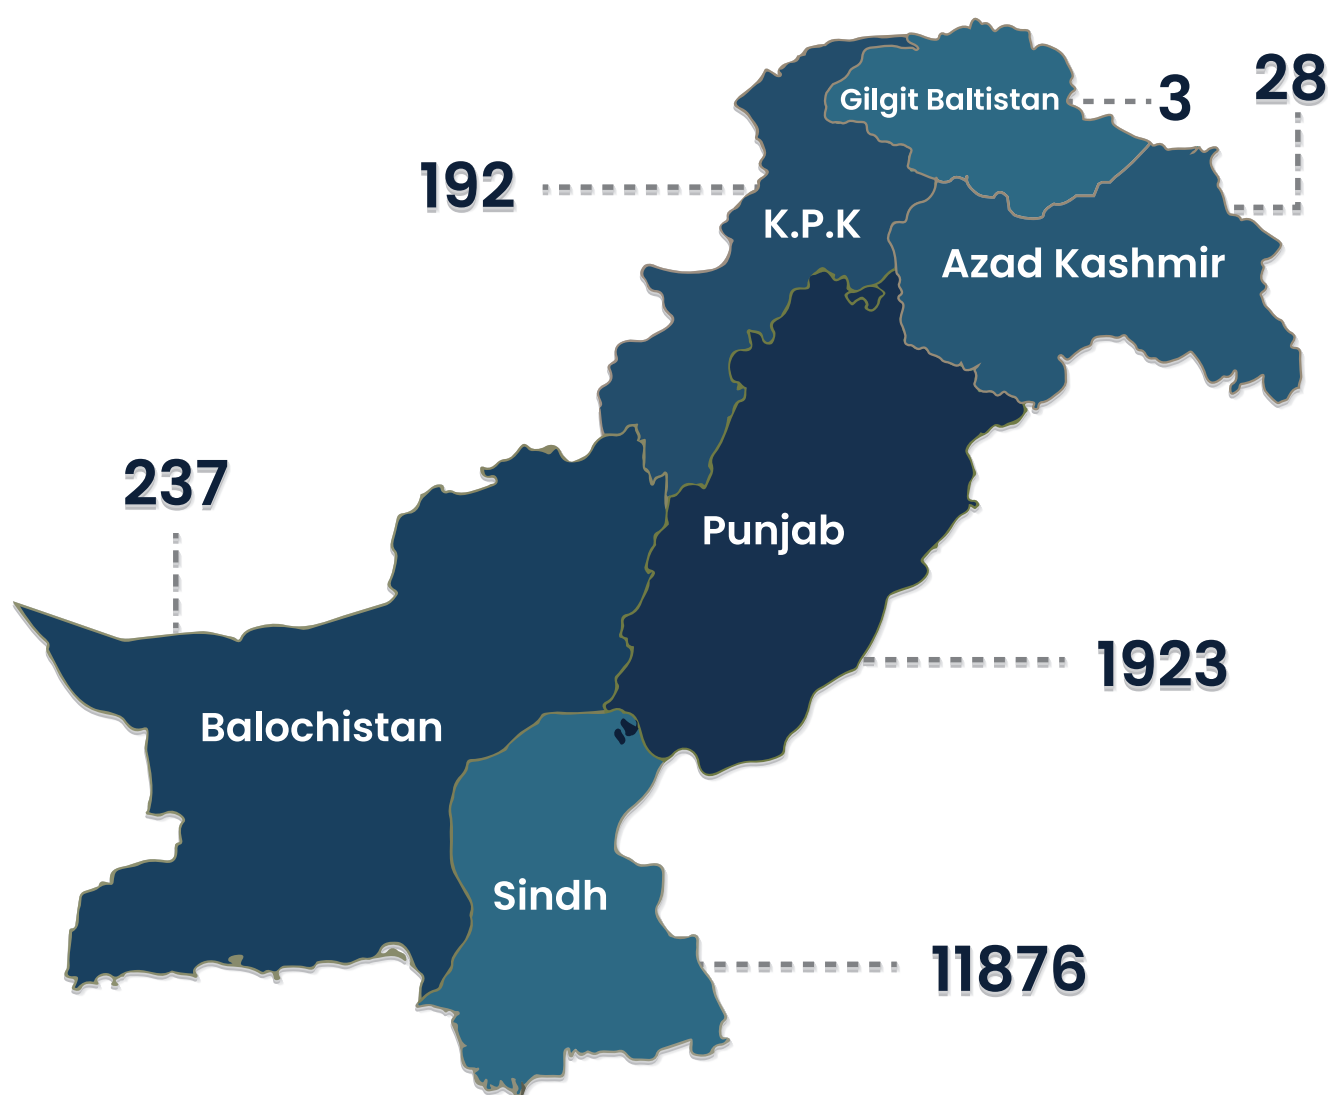 28
Gilgit Baltistan
3
192
K.P.K
Azad Kashmir
237
Punjab
1923
Balochistan
Sindh
11876